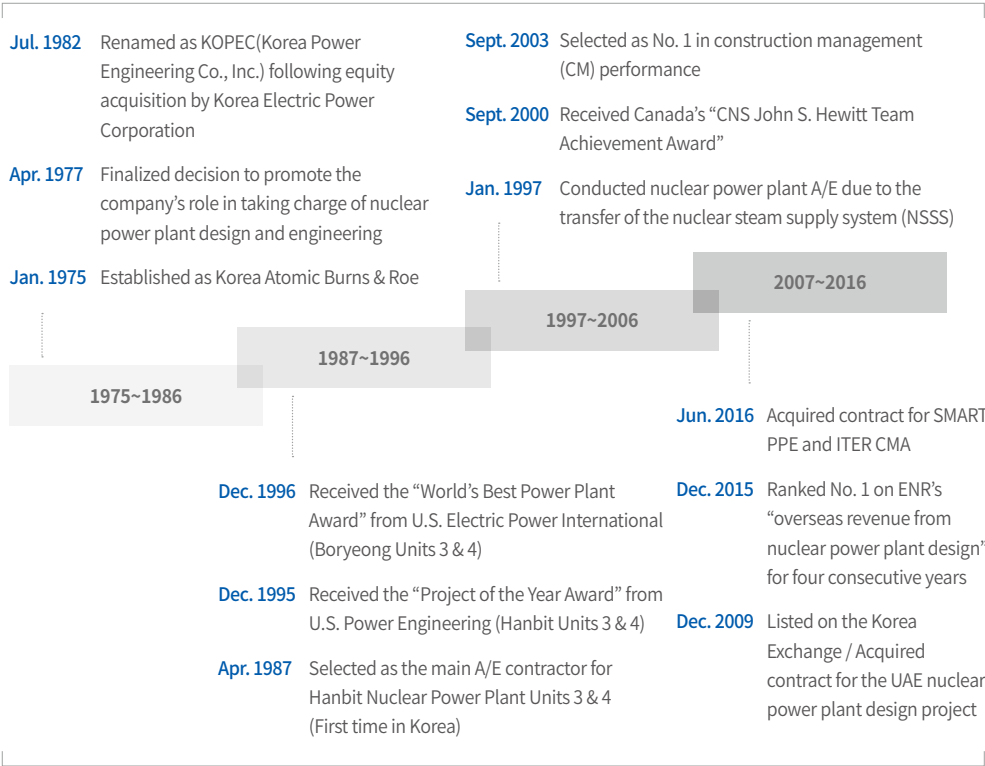 Jul. 1982 Renamed as KOPEC(Korea Power
Engineering Co., Inc.) following equity
acquisition by Korea Electric Power
Corporation
Apr. 1977 Finalized decision to promote the
company's role in taking charge of nuclear
power plant design and engineering
Jan. 1975 Established as Korea Atomic Burns & Roe
1975~1986
Sept. 2003 Selected as No. 1 in construction management
(CM) performance
Sept. 2000 Received Canada's “CNS John S. Hewitt Team
Achievement Award”
Jan. 1997 Conducted nuclear power plant A/E due to the
transfer of the nuclear steam supply system (NSSS)
2007~2016
1997~2006
1987~1996
Dec. 1996 Received the “World's Best Power Plant
Award” from U.S. Electric Power International
(Boryeong Units 3 & 4)
Dec. 1995 Received the “Project of the Year Award” from
U.S. Power Engineering (Hanbit Units 3 & 4)
Apr. 1987 Selected as the main A/E contractor for
Hanbit Nuclear Power Plant Units 3 & 4
(First time in Korea)
Jun. 2016 Acquired contract for SMART
PPE and ITER CMA
Dec. 2015 Ranked No. 1 on ENR's
“overseas revenue from
nuclear power plant design”
for four consecutive years
Dec. 2009 Listed on the Korea
Exchange / Acquired
contract for the UAE nuclear
power plant design project